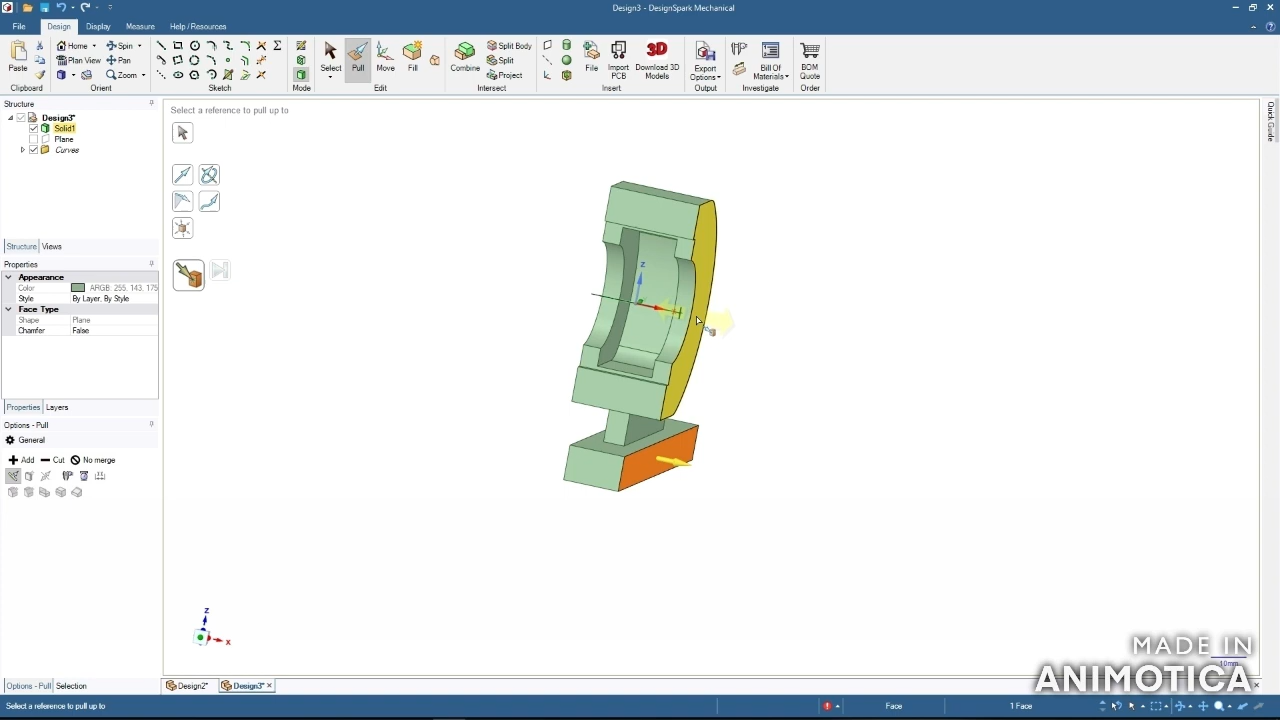 Design3 - DesignSpark Mechanical
File Design Display Measure Help / Resources
Home Spin
Paste Plan View Pan
Zoom
Select Pull Move Fill
Combine Split Body
Split
Project
File Import PCB Download 3D Models
3D
Export Options Bill Of Materials BOM Quote
Clipboard Orient Sketch Mode Edit Intersect Insert Output Investigate Order
Structure
Design3*
Solid1
Plane
Curves
Structure Views
Properties
Appearance
Color ARGB: 255, 143, 175
Style By Layer, By Style
Face Type
Shape Plane
Chamfer False
Properties Layers
Options - Pull
General
Add Cut No merge
Options - Pull Selection
Select a reference to pull up to
Quick Guide
Z
Z
X
Design2* Design3*
10mm
MADE IN
ANIMOTICA
Select a reference to pull up to
Face
1 Face